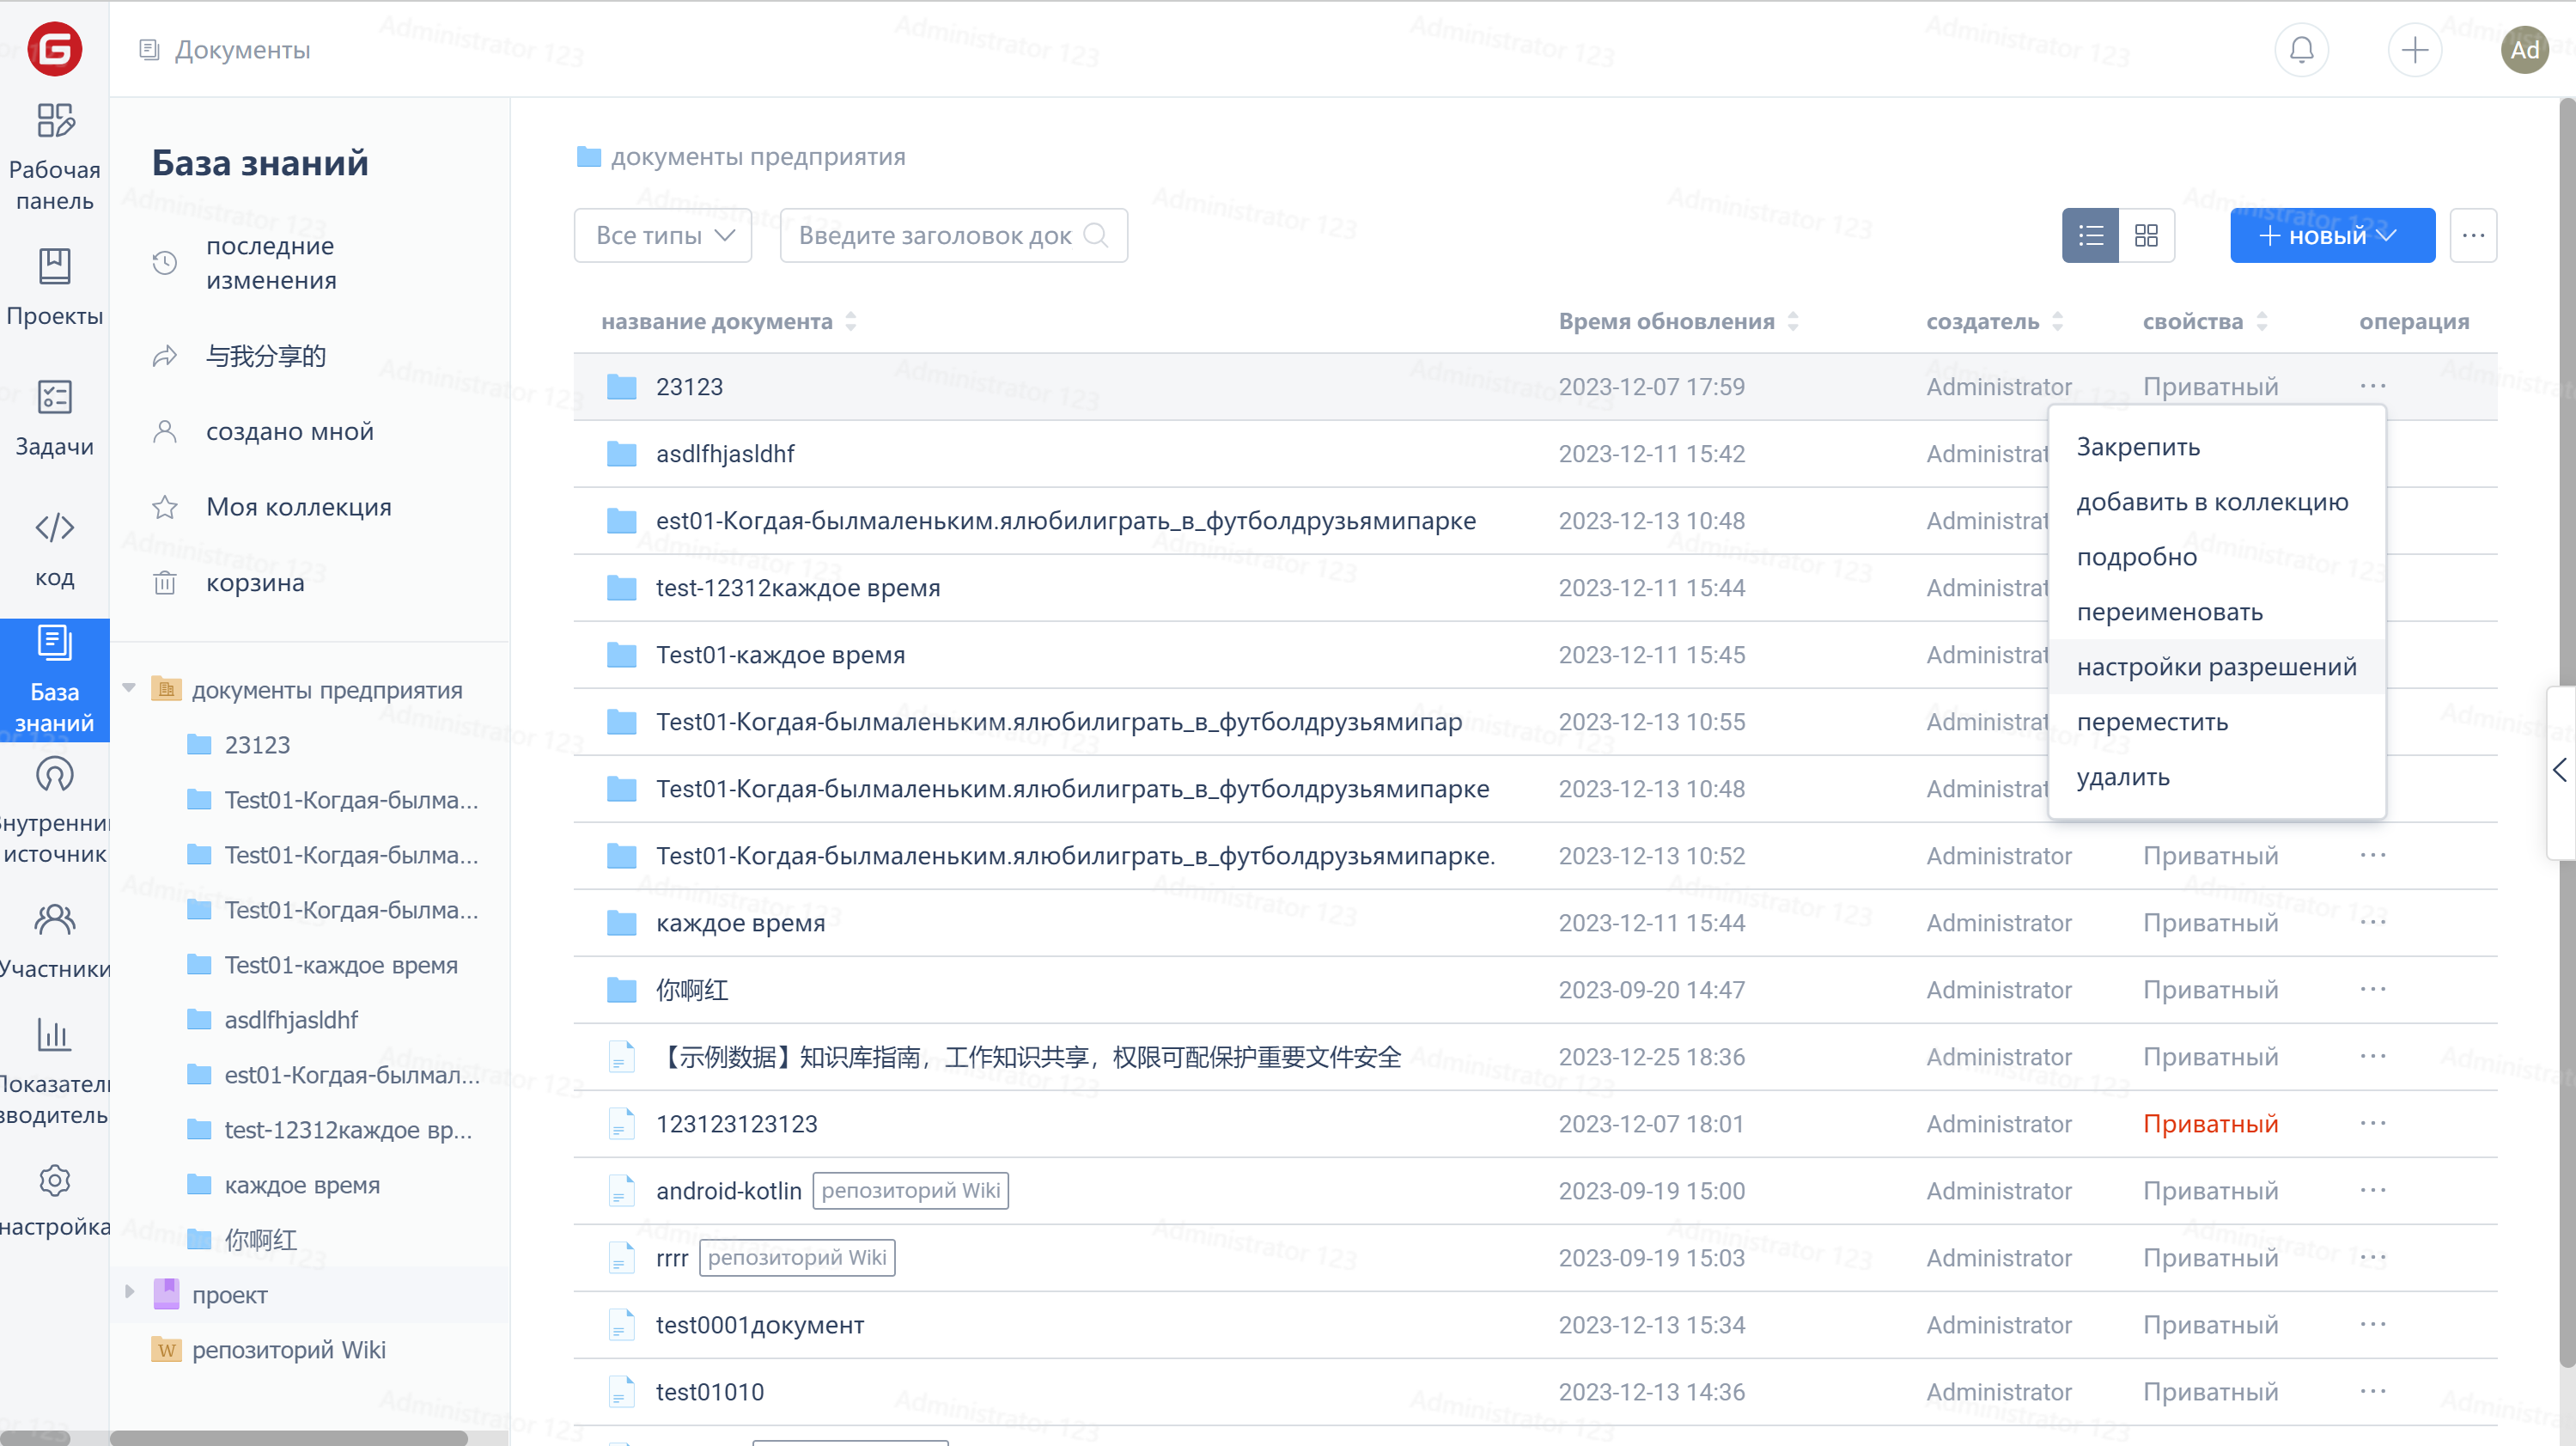 Документы
Ad
Рабочая
панель
Проекты
Задачи
код
База
знаний
источник
Участники
настройка
База знаний
последние
изменения
与我分享的
создано мной
Моя коллекция
корзина
документы предприятия
23123
Test01-Когдая-былма...
Test01-Когдая-былма...
Test01-Когдая-былма...
Test01-каждое время
asdlfhjasldhf
est01-Когдая-былмал...
test-12312каждое вр...
каждое время
你啊红
проект
репозиторий Wiki
документы предприятия
Все типы
Введите заголовок док
новый
название документа Время обновления создатель свойства операция
23123 2023-12-07 17:59 Administrator Приватный
asdlfhjasldhf 2023-12-11 15:42 Administrat
est01-Когдая-былмаленьким.ялюбилиграть_в_футболдрузьямипарке 2023-12-13 10:48 Administrat
test-12312каждое время 2023-12-11 15:44 Administrat
Test01-каждое время 2023-12-11 15:45 Administrat
Test01-Когдая-былмаленьким.ялюбилиграть_в_футболдрузьямипар 2023-12-13 10:55 Administrat
Test01-Когдая-былмаленьким.ялюбилиграть_в_футболдрузьямипарке 2023-12-13 10:48 Administrat
Test01-Когдая-былмаленьким.ялюбилиграть_в_футболдрузьямипарке. 2023-12-13 10:52 Administrator Приватный
каждое время 2023-12-11 15:44 Administrator Приватный
你啊红 2023-09-20 14:47 Administrator Приватный
【示例数据】知识库指南，工作知识共享，权限可配保护重要文件安全 2023-12-25 18:36 Administrator Приватный
123123123123 2023-12-07 18:01 Administrator Приватный
android-kotlin репозиторий Wiki 2023-09-19 15:00 Administrator Приватный
rrrr репозиторий Wiki 2023-09-19 15:03 Administrator Приватный
test0001документ 2023-12-13 15:34 Administrator Приватный
test01010 2023-12-13 14:36 Administrator Приватный
Закрепить
добавить в коллекцию
подробно
переименовать
настройки разрешений
переместить
удалить
Administrator 123